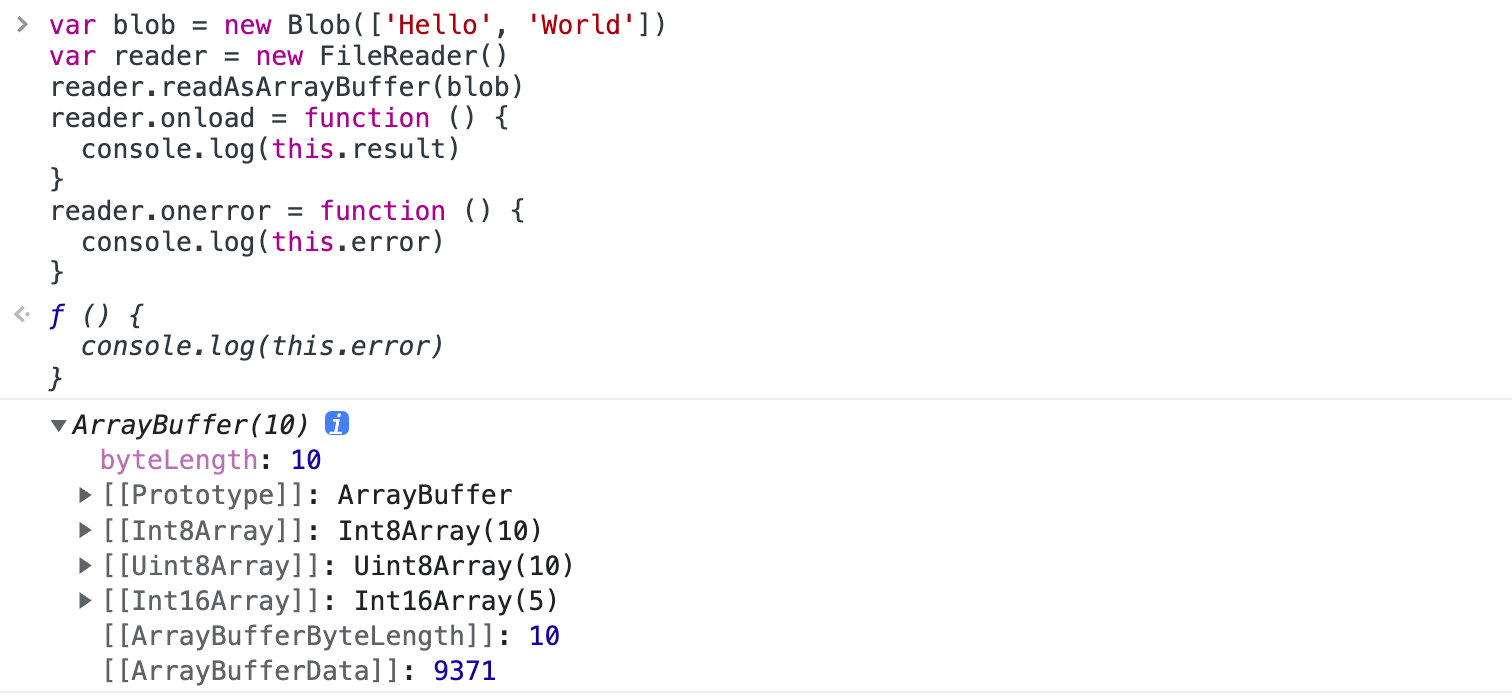 > var blob = new Blob(['Hello', 'World'])
var reader = new FileReader()
reader.readAsArrayBuffer(blob)
reader.onload = function () {
  console.log(this.result)
}
reader.onerror = function () {
  console.log(this.error)
}
f () {
  console.log(this.error)
}
▼ArrayBuffer(10) i
byteLength: 10
▶[[Prototype]]: ArrayBuffer
▶[[Int8Array]]: Int8Array(10)
▶[[Uint8Array]]: Uint8Array(10)
▶[[Int16Array]]: Int16Array(5)
[[ArrayBufferByteLength]]: 10
[[ArrayBufferData]]: 9371